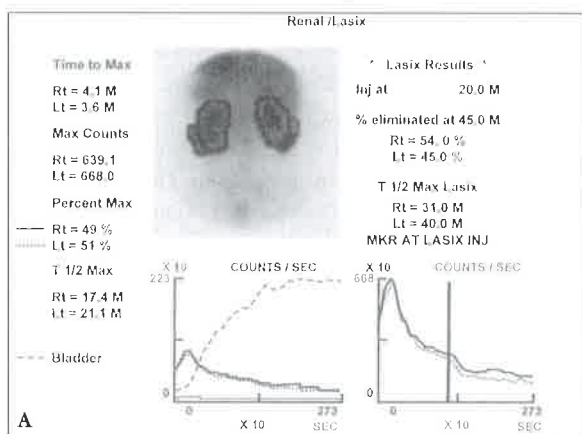 Renal /Lasix
Time to Max
Rt = 4.1 M
Lt = 3.6 M
Max Counts
Rt = 639.1
Lt = 668.0
Percent Max
Rt = 49 %
Lt = 51 %
T 1/2 Max
Rt = 17.4 M
Lt = 21.1 M
Bladder
' Lasix Results '
Inj at 20.0 M
% eliminated at 45.0 M
Rt = 54.0 %
Lt = 45.0 %
T 1/2 Max Lasix
Rt = 31.0 M
Lt = 40.0 M
MKR AT LASIX INJ
X 10 COUNTS / SEC
223
0
0 273
X 10 SEC
X 10 COUNTS / SEC
668
0
0 273
X 10 SEC
A